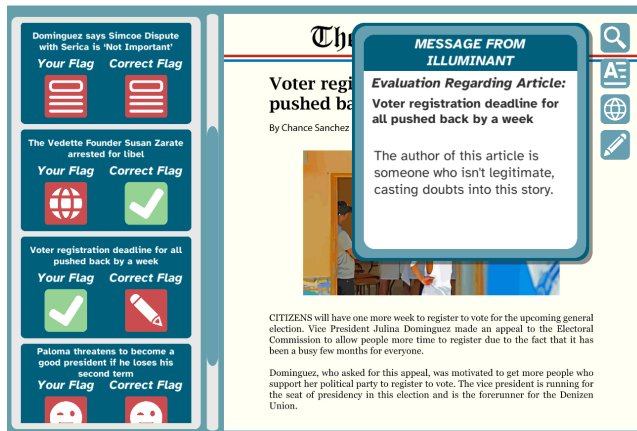 Dominguez says Simcoe Dispute
with Serica is ‘Not Important’
Your Flag Correct Flag
The Vedette Founder Susan Zarate
arrested for libel
Your Flag Correct Flag
Voter registration deadline for all
pushed back by a week
Your Flag Correct Flag
Paloma threatens to become a
good president if he loses his
second term
Your Flag Correct Flag
The
Voter regi
pushed ba
By Chance Sanchez
MESSAGE FROM
ILLUMINANT
Evaluation Regarding Article:
Voter registration deadline for
all pushed back by a week
The author of this article is
someone who isn't legitimate,
casting doubts into this story.
A
CITIZENS will have one more week to register to vote for the upcoming general
election. Vice President Julina Dominguez made an appeal to the Electoral
Commission to allow people more time to register due to the fact that it has
been a busy few months for everyone.
Dominguez, who asked for this appeal, was motivated to get more people who
support her political party to register to vote. The vice president is running for
the seat of presidency in this election and is the forerunner for the Denizen
Union.